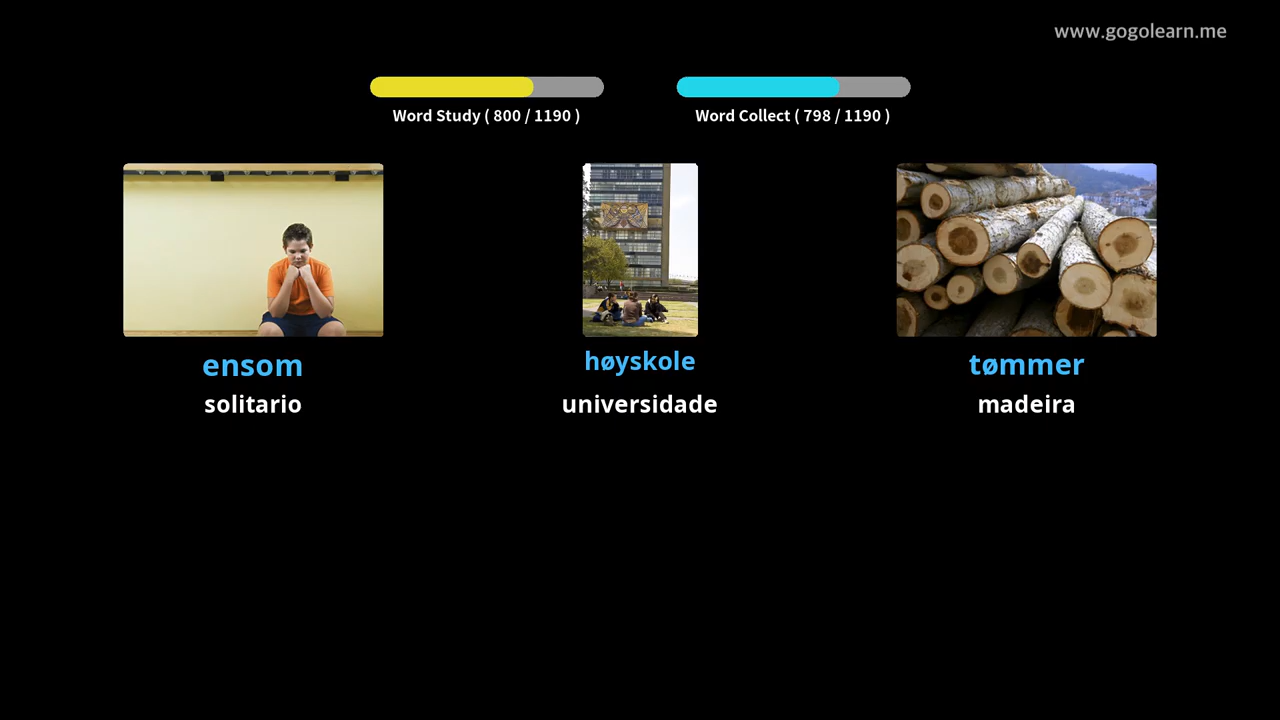 www.gogolearn.me
Word Study ( 800 / 1190 )
Word Collect ( 798 / 1190 )
ensom
solitario
høyskole
universidade
tømmer
madeira